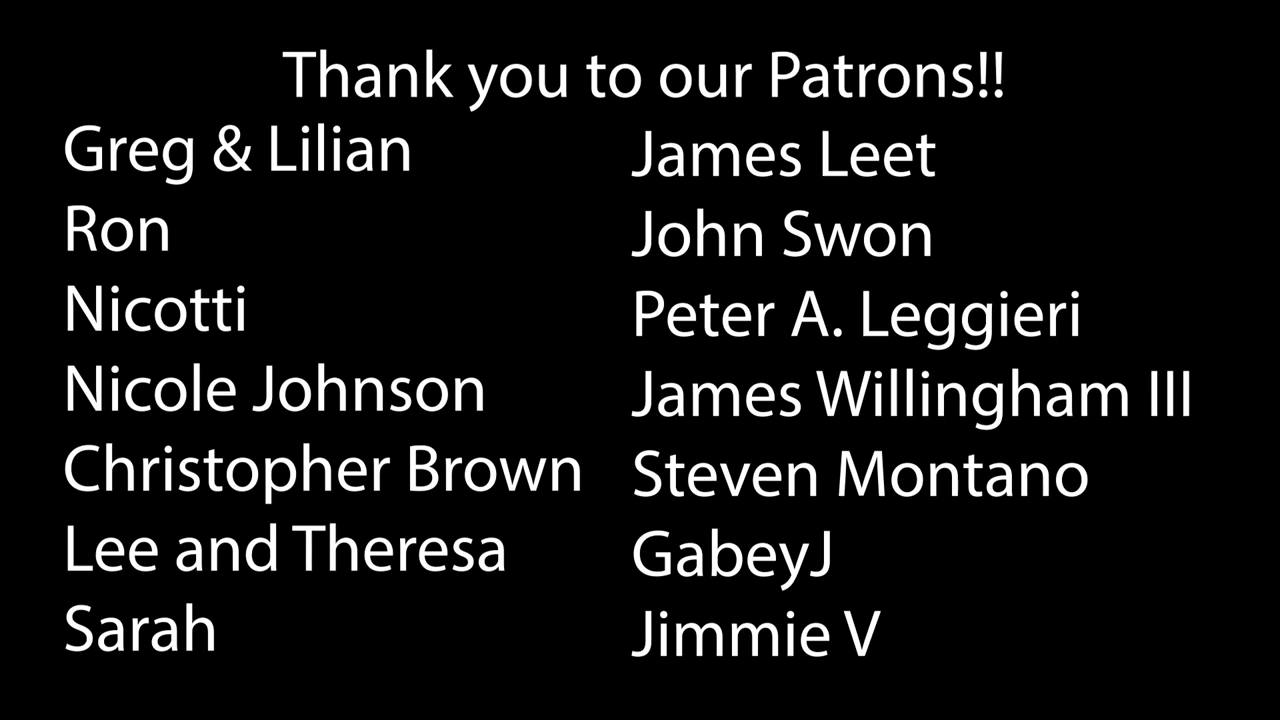 Thank you to our Patrons!!
Greg & Lilian
Ron
Nicotti
Nicole Johnson
Christopher Brown
Lee and Theresa
Sarah
James Leet
John Swon
Peter A. Leggieri
James Willingham III
Steven Montano
GabeyJ
Jimmie V